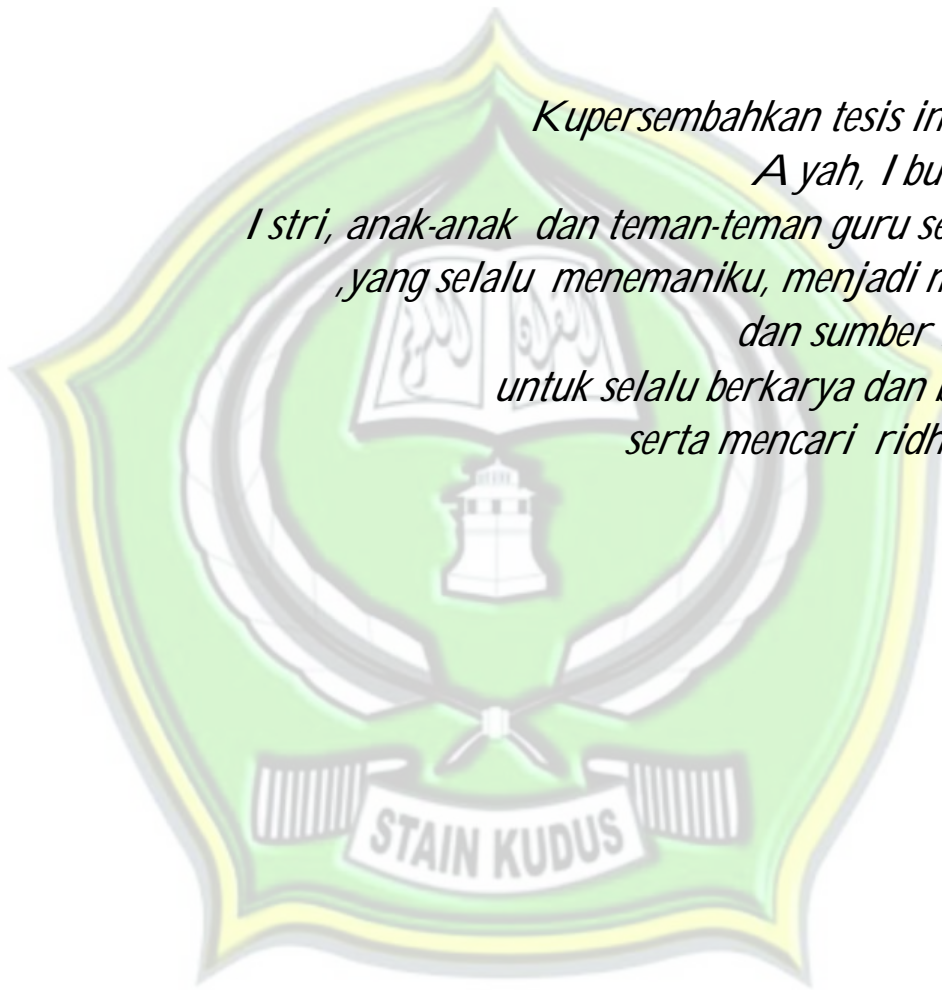 Kupersembahkan tesis in
Ayah, Ibu
Istri, anak-anak dan teman-teman guru se
,yang selalu menemaniku, menjadi
dan sumber
untuk selalu berkarya dan
serta mencari ridh
STAIN KUDUS